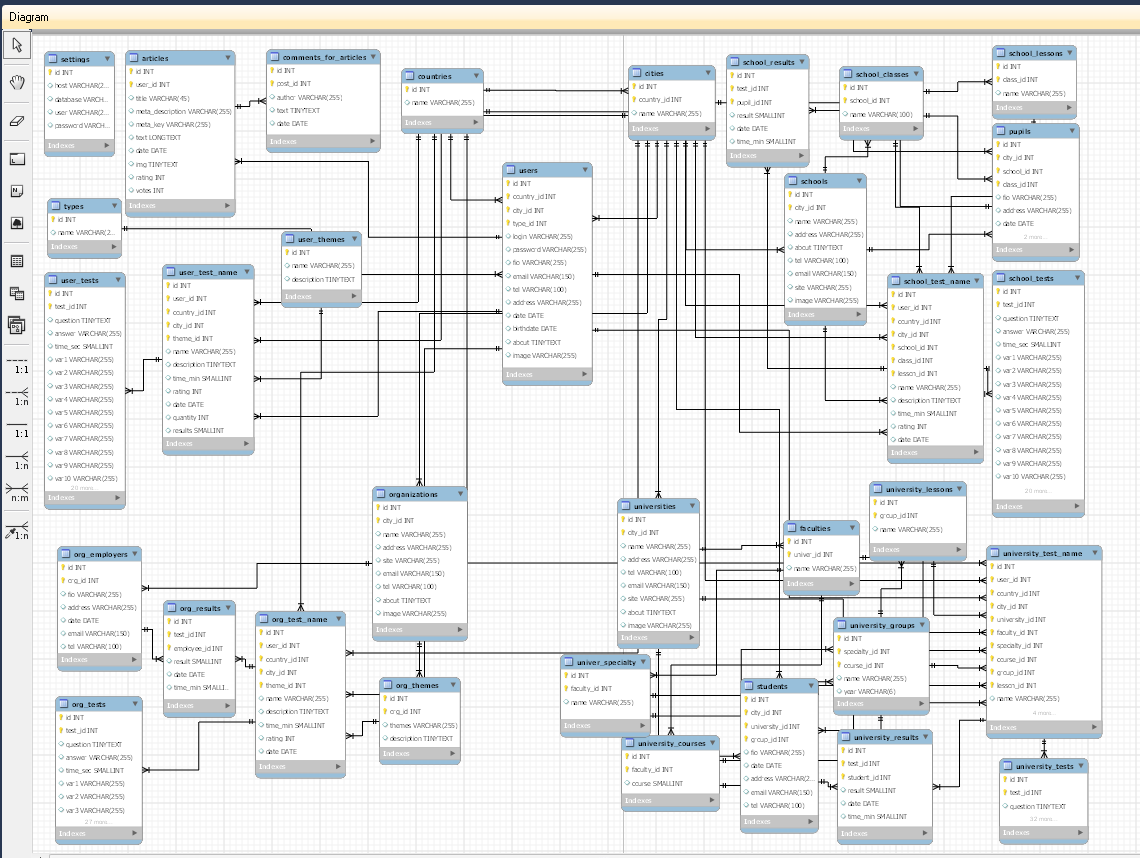 Diagram
settings
id INT
host VARCHAR(2...
database VARCH...
user VARCHAR(2...
password VARCH...
Indexes
articles
id INT
user_id INT
title VARCHAR(45)
meta_description VARCHAR(255)
meta_key VARCHAR(255)
text LONGTEXT
date DATE
img TINYTEXT
rating INT
votes INT
Indexes
comments_for_articles
id INT
post_id INT
author VARCHAR(255)
text TINYTEXT
date DATE
Indexes
countries
id INT
name VARCHAR(255)
Indexes
cities
id INT
country_id INT
name VARCHAR(255)
Indexes
school_results
id INT
test_id INT
pupil_id INT
result SMALLINT
date DATE
time_min SMALLINT
Indexes
school_classes
id INT
school_id INT
name VARCHAR(100)
Indexes
school_lessons
id INT
class_id INT
name VARCHAR(255)
Indexes
pupils
id INT
city_id INT
school_id INT
class_id INT
fio VARCHAR(255)
address VARCHAR(255)
date DATE
2 more...
Indexes
types
id INT
name VARCHAR(2...
Indexes
user_themes
id INT
name VARCHAR(255)
description TINYTEXT
Indexes
users
id INT
country_id INT
city_id INT
type_id INT
login VARCHAR(255)
password VARCHAR(255)
fio VARCHAR(255)
email VARCHAR(150)
tel VARCHAR(100)
address VARCHAR(255)
date DATE
birthdate DATE
about TINYTEXT
image VARCHAR(255)
Indexes
schools
id INT
city_id INT
name VARCHAR(255)
address VARCHAR(255)
about TINYTEXT
tel VARCHAR(100)
email VARCHAR(150)
site VARCHAR(255)
image VARCHAR(255)
Indexes
user_tests
id INT
test_id INT
question TINYTEXT
answer VARCHAR(255)
time_sec SMALLINT
var1 VARCHAR(255)
var2 VARCHAR(255)
var3 VARCHAR(255)
var4 VARCHAR(255)
var5 VARCHAR(255)
var6 VARCHAR(255)
var7 VARCHAR(255)
var8 VARCHAR(255)
var9 VARCHAR(255)
var10 VARCHAR(255)
20 more...
Indexes
user_test_name
id INT
user_id INT
country_id INT
city_id INT
theme_id INT
name VARCHAR(255)
description TINYTEXT
time_min SMALLINT
rating INT
date DATE
quantity INT
results SMALLINT
Indexes
school_test_name
id INT
user_id INT
country_id INT
city_id INT
school_id INT
class_id INT
lesson_id INT
name VARCHAR(255)
description TINYTEXT
time_min SMALLINT
rating INT
date DATE
Indexes
school_tests
id INT
test_id INT
question TINYTEXT
answer VARCHAR(255)
time_sec SMALLINT
var1 VARCHAR(255)
var2 VARCHAR(255)
var3 VARCHAR(255)
var4 VARCHAR(255)
var5 VARCHAR(255)
var6 VARCHAR(255)
var7 VARCHAR(255)
var8 VARCHAR(255)
var9 VARCHAR(255)
var10 VARCHAR(255)
20 more...
Indexes
1:1
1:n
1:1
1:n
n:m
1:n
organizations
id INT
city_id INT
name VARCHAR(255)
address VARCHAR(255)
site VARCHAR(255)
email VARCHAR(150)
tel VARCHAR(100)
about TINYTEXT
image VARCHAR(255)
Indexes
universities
id INT
city_id INT
name VARCHAR(255)
address VARCHAR(255)
tel VARCHAR(100)
email VARCHAR(150)
site VARCHAR(255)
about TINYTEXT
image VARCHAR(255)
Indexes
faculties
id INT
univer_id INT
name VARCHAR(255)
Indexes
university_lessons
id INT
group_id INT
name VARCHAR(255)
Indexes
university_test_name
id INT
user_id INT
country_id INT
city_id INT
university_id INT
faculty_id INT
specialty_id INT
course_id INT
group_id INT
lesson_id INT
name VARCHAR(255)
4 more...
Indexes
org_employers
id INT
org_id INT
fio VARCHAR(255)
address VARCHAR(255)
date DATE
email VARCHAR(150)
tel VARCHAR(100)
Indexes
org_results
id INT
test_id INT
employee_id INT
result SMALLINT
date DATE
time_min SMALLI...
Indexes
org_test_name
id INT
user_id INT
country_id INT
city_id INT
theme_id INT
name VARCHAR(255)
description TINYTEXT
time_min SMALLINT
rating INT
date DATE
Indexes
org_themes
id INT
org_id INT
themes VARCHAR(255)
description TINYTEXT
Indexes
org_tests
id INT
test_id INT
question TINYTEXT
answer VARCHAR(255)
time_sec SMALLINT
var1 VARCHAR(255)
var2 VARCHAR(255)
var3 VARCHAR(255)
27 more...
Indexes
univer_specialty
id INT
faculty_id INT
name VARCHAR(255)
Indexes
university_courses
id INT
faculty_id INT
course SMALLINT
Indexes
students
id INT
city_id INT
university_id INT
group_id INT
fio VARCHAR(255)
date DATE
address VARCHAR(2...
email VARCHAR(150)
tel VARCHAR(100)
Indexes
university_groups
id INT
specialty_id INT
course_id INT
name VARCHAR(255)
year VARCHAR(6)
Indexes
university_results
id INT
test_id INT
student_id INT
result SMALLINT
date DATE
time_min SMALLINT
Indexes
university_tests
id INT
test_id INT
question TINYTEXT
32 more...
Indexes